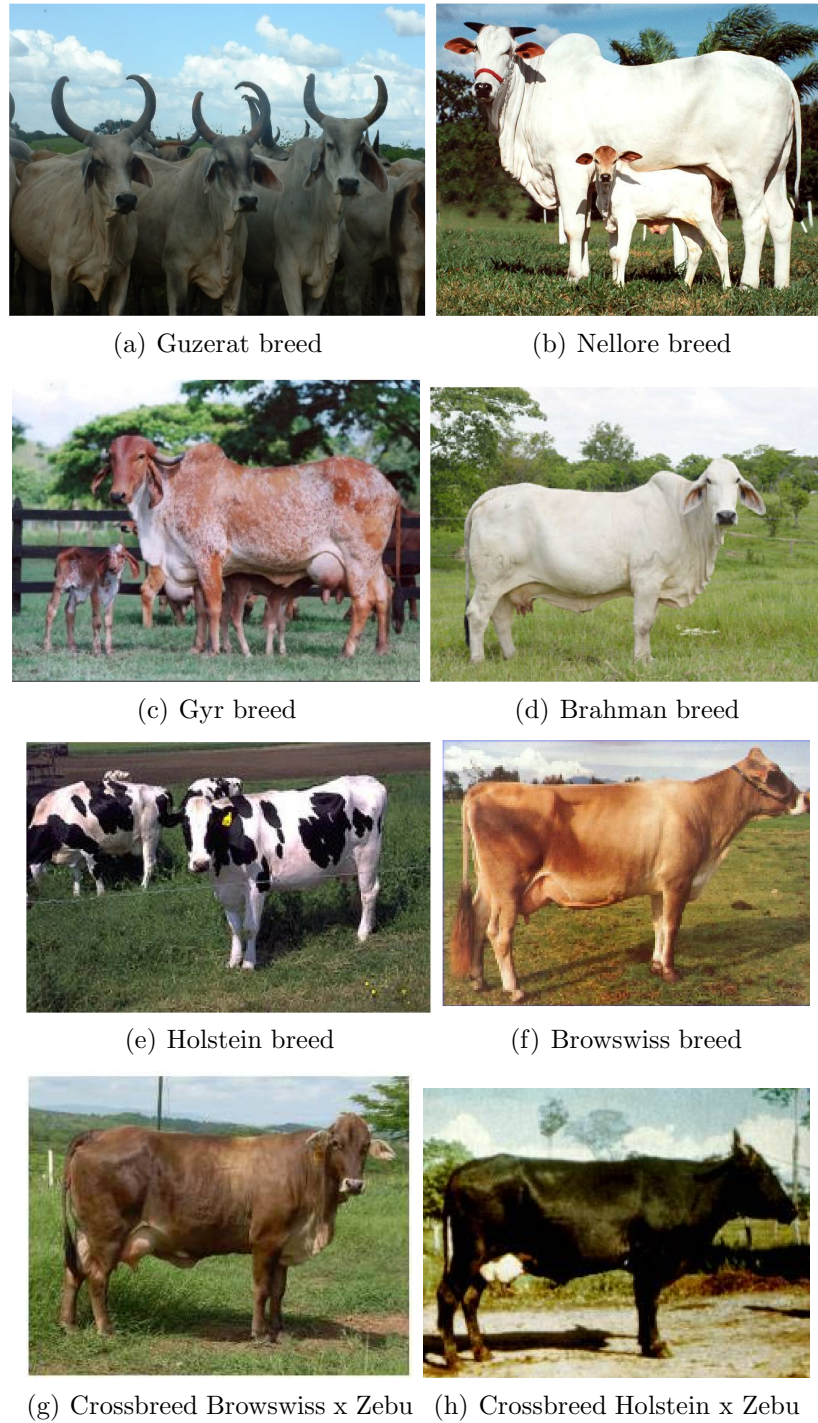 (a) Guzerat breed
(b) Nellore breed
(c) Gyr breed
(d) Brahman breed
(e) Holstein breed
(f) Browswiss breed
(g) Crossbreed Browswiss x Zebu
(h) Crossbreed Holstein x Zebu